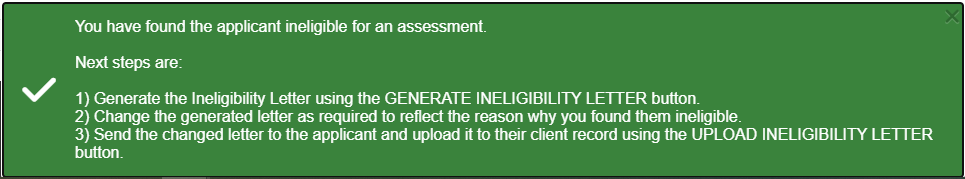 You have found the applicant ineligible for an assessment.
Next steps are:
1) Generate the Ineligibility Letter using the GENERATE INELIGIBILITY LETTER button.
2) Change the generated letter as required to reflect the reason why you found them ineligible.
3) Send the changed letter to the applicant and upload it to their client record using the UPLOAD INELIGIBILITY LETTER
button.